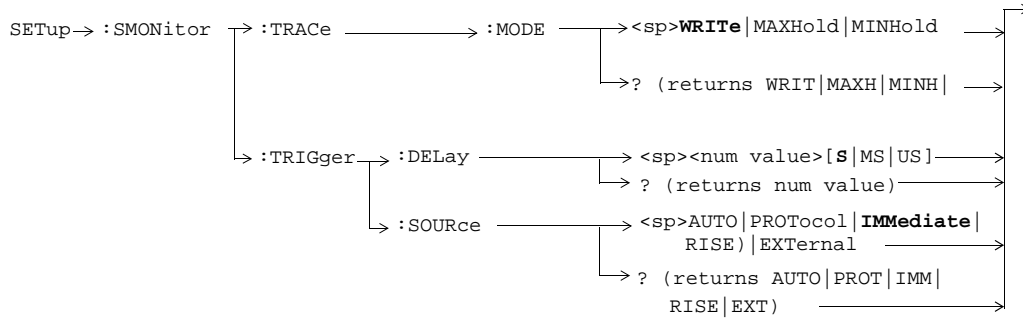 SETup :SMONitor :TRACe :MODE <sp>WRITe|MAXHold|MINHold
? (returns WRIT|MAXH|MINH|
:TRIGger :DELay <sp><num value>[S|MS|US]
? (returns num value)
:SOURce <sp>AUTO|PROTocol|IMMediate|
RISE)|EXTernal
? (returns AUTO|PROT|IMM|
RISE|EXT)